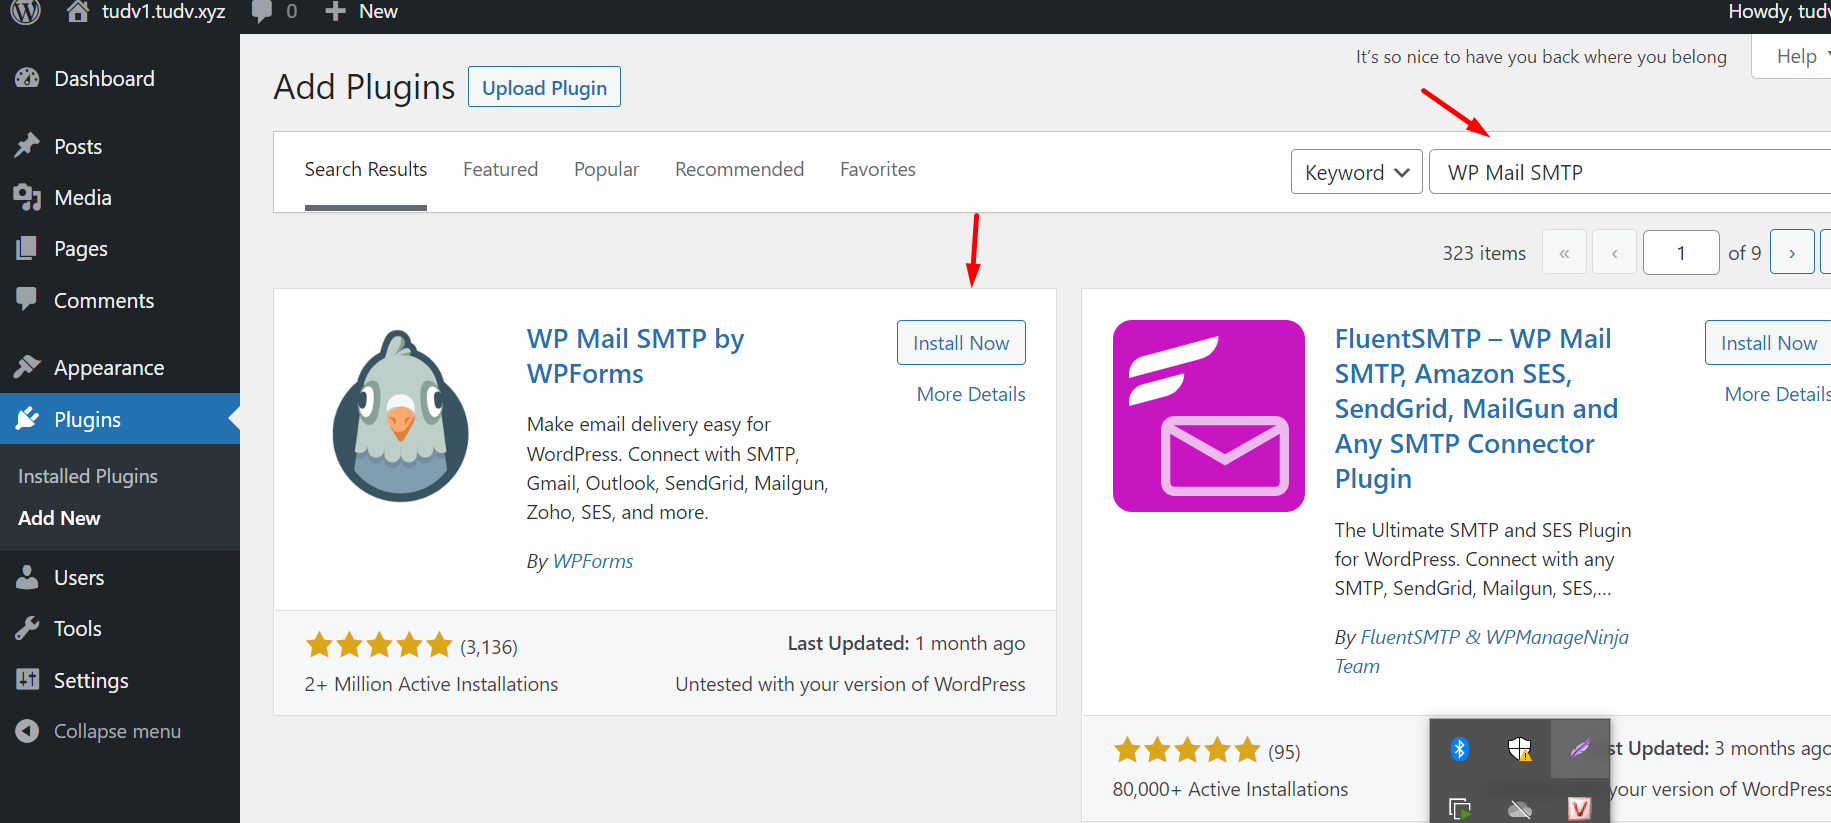 tudv1.tudv.xyz 0 New Howdy, tudv
Dashboard
Posts
Media
Pages
Comments
Appearance
Plugins
Installed Plugins
Add New
Users
Tools
Settings
Collapse menu
It's so nice to have you back where you belong
Help
Add Plugins
Upload Plugin
Search Results Featured Popular Recommended Favorites
Keyword
WP Mail SMTP
323 items « ‹ 1 of 9 ›
WP Mail SMTP by
WPForms
Install Now
More Details
Make email delivery easy for
WordPress. Connect with SMTP,
Gmail, Outlook, SendGrid, Mailgun,
Zoho, SES, and more.
By WPForms
(3,136)
Last Updated: 1 month ago
2+ Million Active Installations
Untested with your version of WordPress
FluentSMTP – WP Mail
SMTP, Amazon SES,
SendGrid, MailGun and
Any SMTP Connector
Plugin
Install Now
More Details
The Ultimate SMTP and SES Plugin
for WordPress. Connect with any
SMTP, SendGrid, Mailgun, SES,...
By FluentSMTP & WPManageNinja
Team
(95)
st Updated: 3 months ago
80,000+ Active Installations
your version of WordPress
V